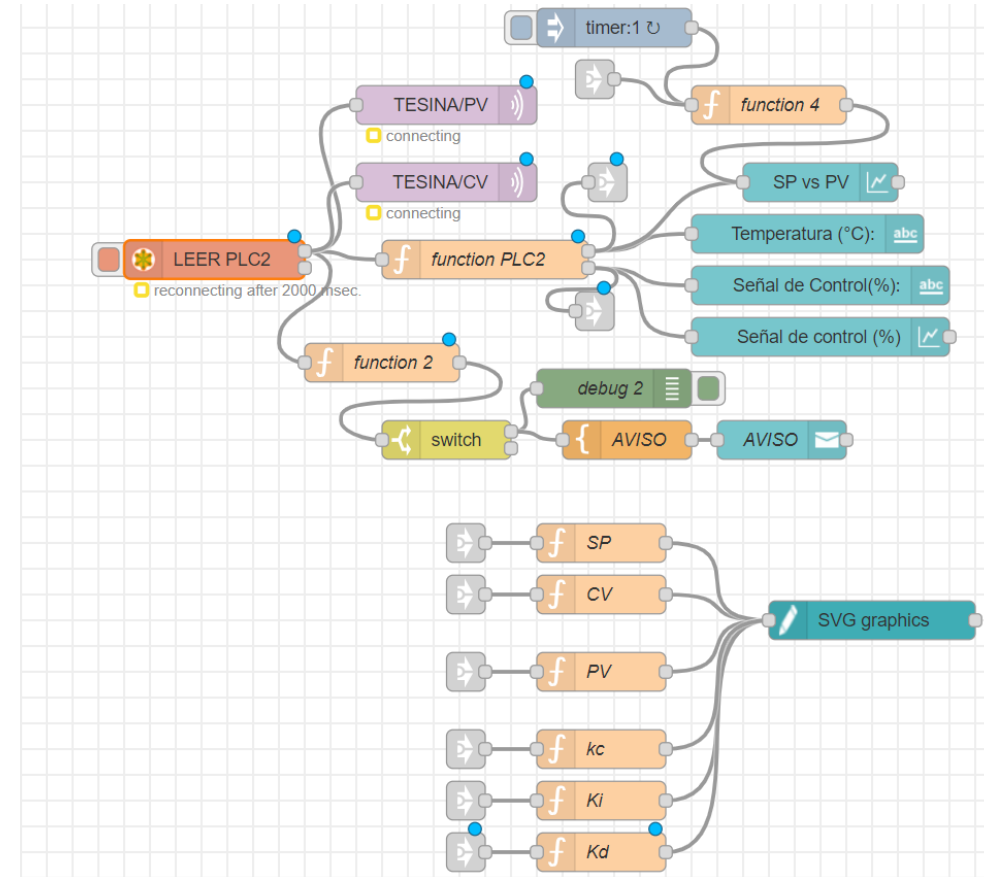 timer:1 ↻
function 4
TESINA/PV
connecting
TESINA/CV
connecting
SP vs PV
Temperatura (°C):
abc
LEER PLC2
reconnecting after 2000 msec.
function PLC2
Señal de Control(%):
abc
Señal de control (%)
function 2
debug 2
switch
AVISO
AVISO
SP
CV
SVG graphics
PV
kc
Ki
Kd